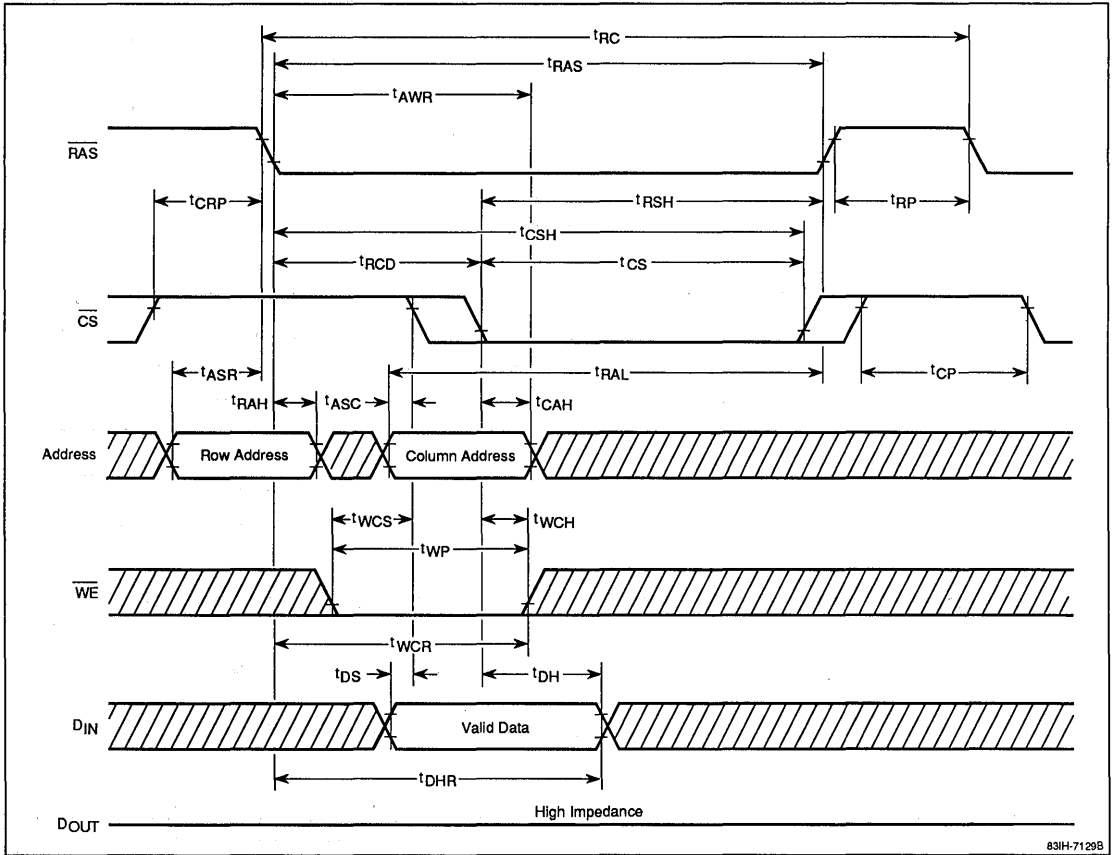 tRC
tRAS
tAWR
RAS
tCRP
tRSH
tRP
tCSH
tRCD
tCS
CS
tASR
tRAL
tCP
tRAH
tASC
tCAH
Address
Row Address
Column Address
tWCS
tWCH
tWP
WE
tWCR
tDS
tDH
DIN
Valid Data
tDHR
High Impedance
DOUT
83IH-7129B